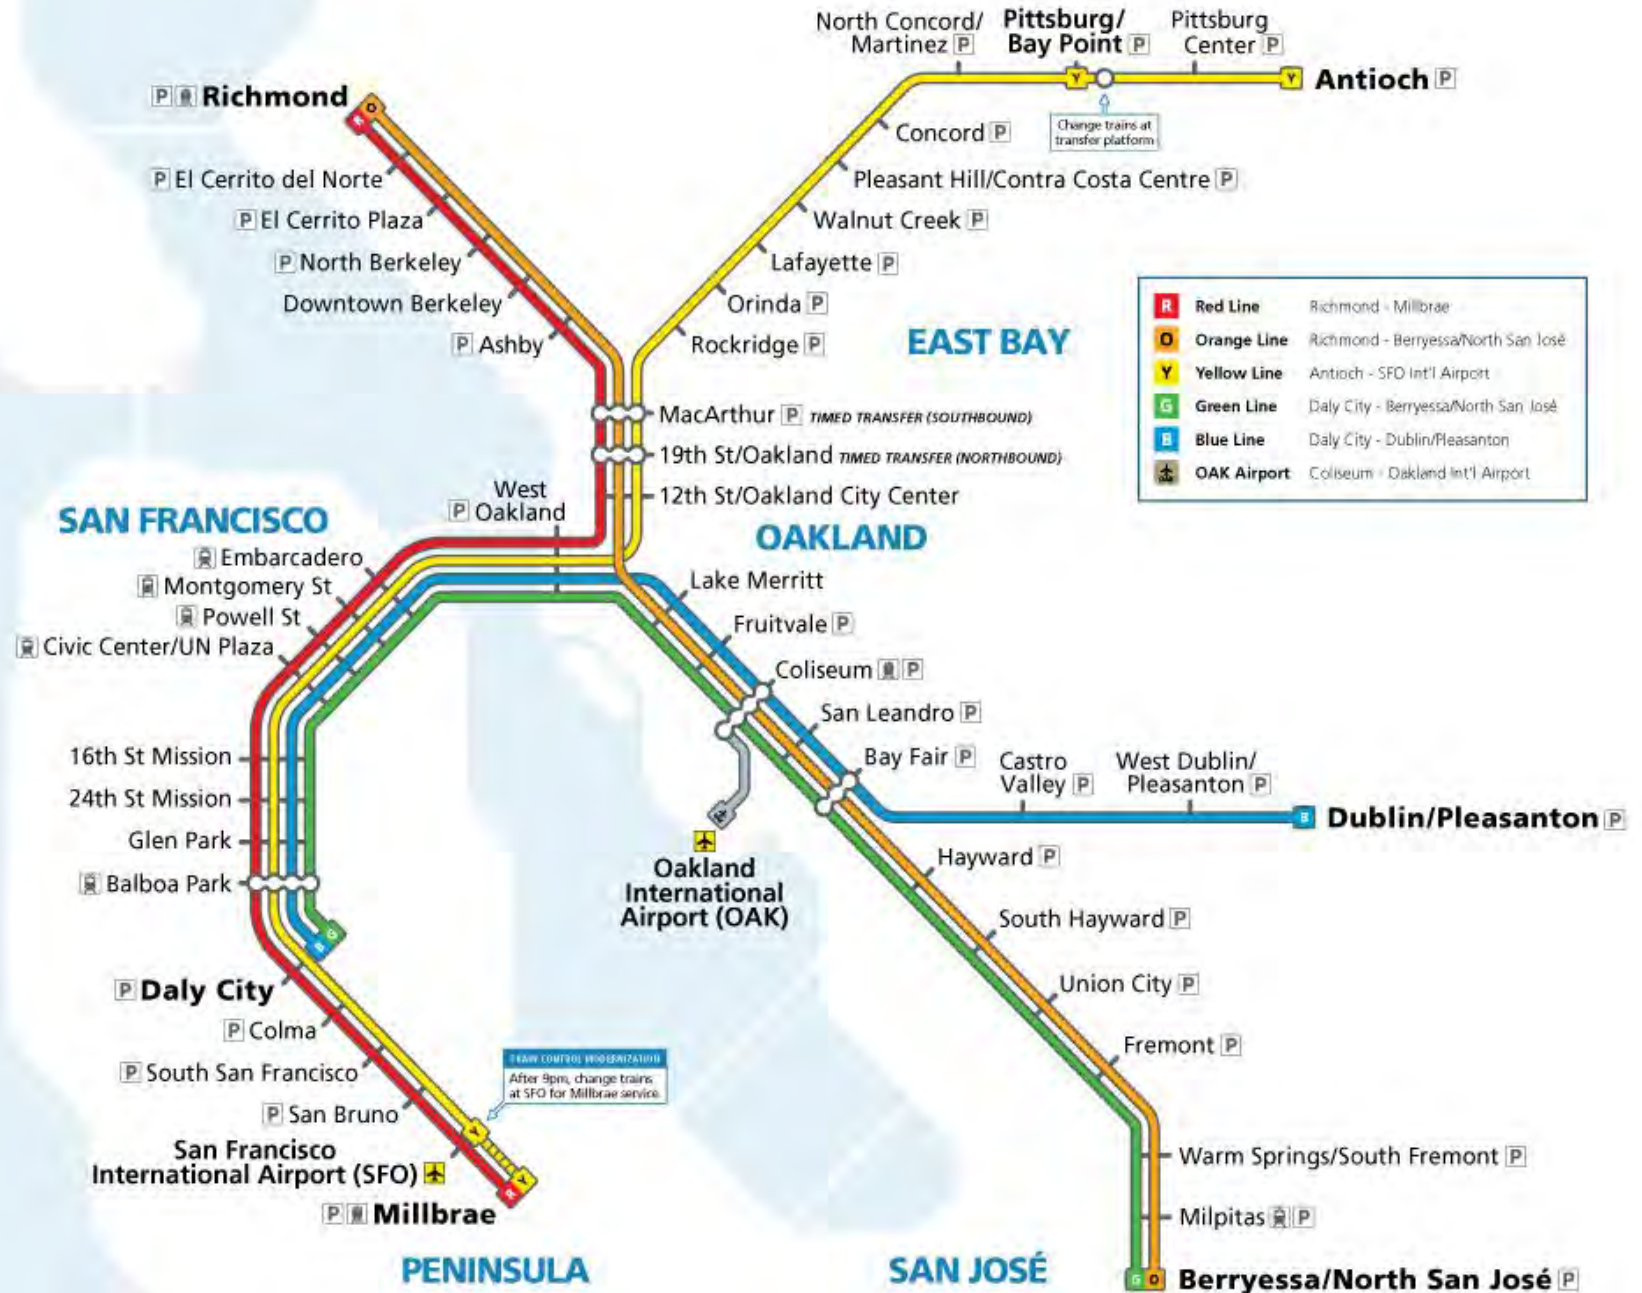 North Concord/
Martinez P
Pittsburg/
Bay Point P
Pittsburg
Center P
Antioch P
Y
Y
Change trains at
transfer platform
P Richmond
R
O
Concord P
P El Cerrito del Norte
Pleasant Hill/Contra Costa Centre P
P El Cerrito Plaza
Walnut Creek P
P North Berkeley
Lafayette P
Downtown Berkeley
Orinda P
P Ashby
Rockridge P
EAST BAY
R Red Line Richmond - Millbrae
O Orange Line Richmond - Berryessa/North San José
Y Yellow Line Antioch - SFO Int'l Airport
G Green Line Daly City - Berryessa/North San José
B Blue Line Daly City - Dublin/Pleasanton
OAK Airport Coliseum - Oakland Int'l Airport
MacArthur P TIMED TRANSFER (SOUTHBOUND)
19th St/Oakland TIMED TRANSFER (NORTHBOUND)
12th St/Oakland City Center
West
P Oakland
SAN FRANCISCO
OAKLAND
Embarcadero
Montgomery St
Powell St
Civic Center/UN Plaza
Lake Merritt
Fruitvale P
Coliseum P
San Leandro P
Bay Fair P
Castro
Valley P
West Dublin/
Pleasanton P
B
Dublin/Pleasanton P
16th St Mission
24th St Mission
Glen Park
Balboa Park
G
B
Oakland
International
Airport (OAK)
Hayward P
South Hayward P
Union City P
Fremont P
P Daly City
P Colma
P South San Francisco
P San Bruno
TRAIN CONTROL MODERNIZATION
After 9pm, change trains
at SFO for Millbrae service.
Y
San Francisco
International Airport (SFO)
Y
R
P Millbrae
Warm Springs/South Fremont P
Milpitas P
G O
Berryessa/North San José P
PENINSULA
SAN JOSÉ